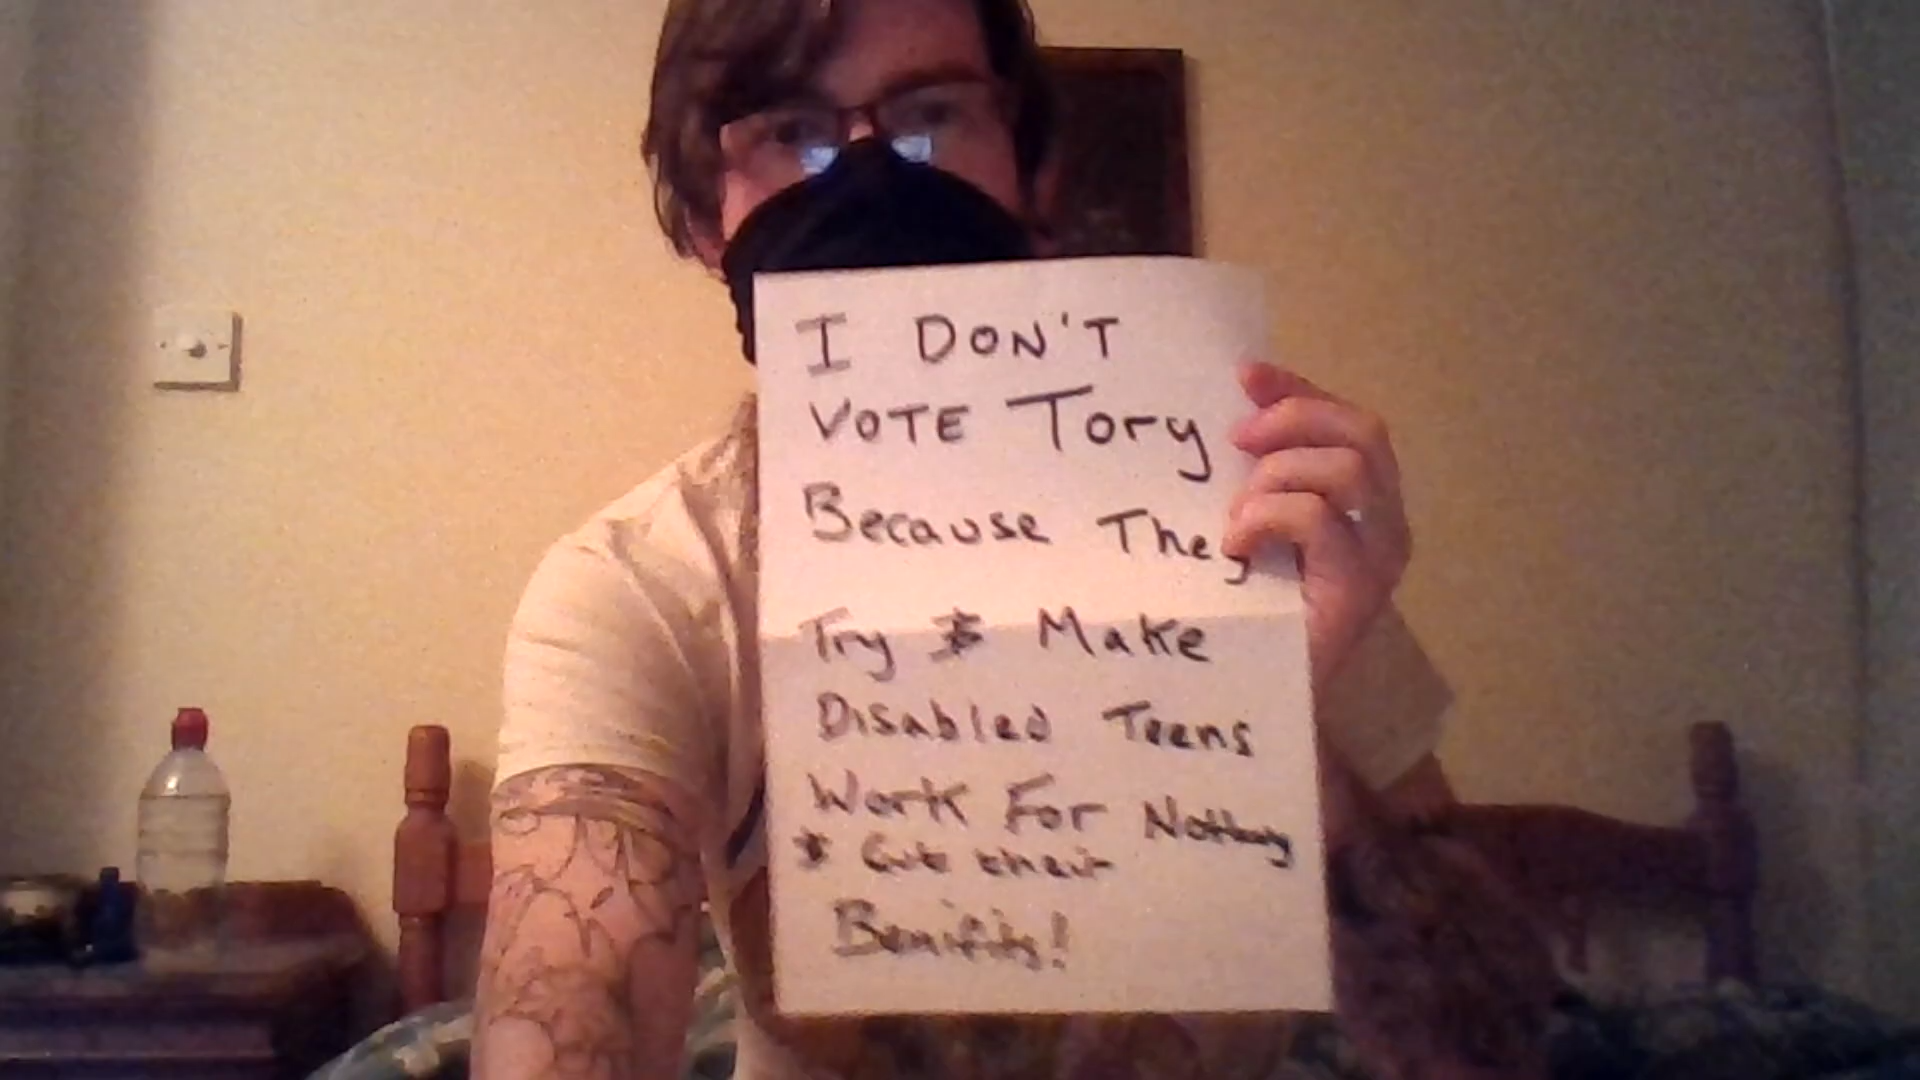 I DON'T
VOTE Tory
Because They
Try & Make
Disabled Teens
Work For Nothing
& Cut their
Benifits!